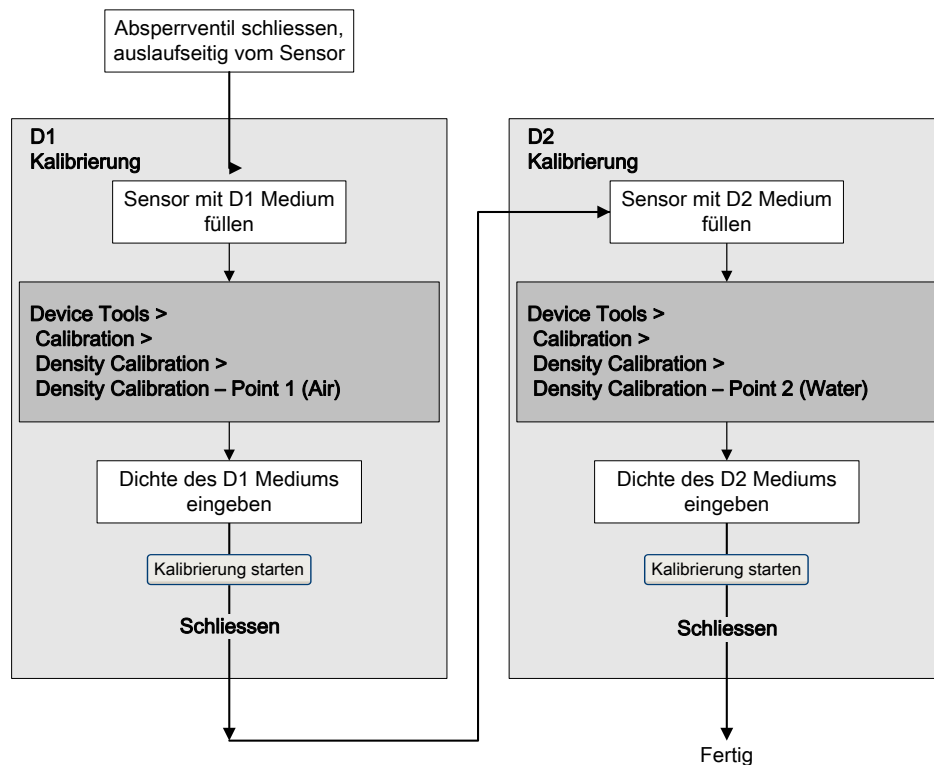 Absperrventil schliessen,
auslaufseitig vom Sensor
D1
Kalibrierung
Sensor mit D1 Medium
füllen
Device Tools >
Calibration >
Density Calibration >
Density Calibration – Point 1 (Air)
Dichte des D1 Mediums
eingeben
Kalibrierung starten
Schliessen
D2
Kalibrierung
Sensor mit D2 Medium
füllen
Device Tools >
Calibration >
Density Calibration >
Density Calibration – Point 2 (Water)
Dichte des D2 Mediums
eingeben
Kalibrierung starten
Schliessen
Fertig